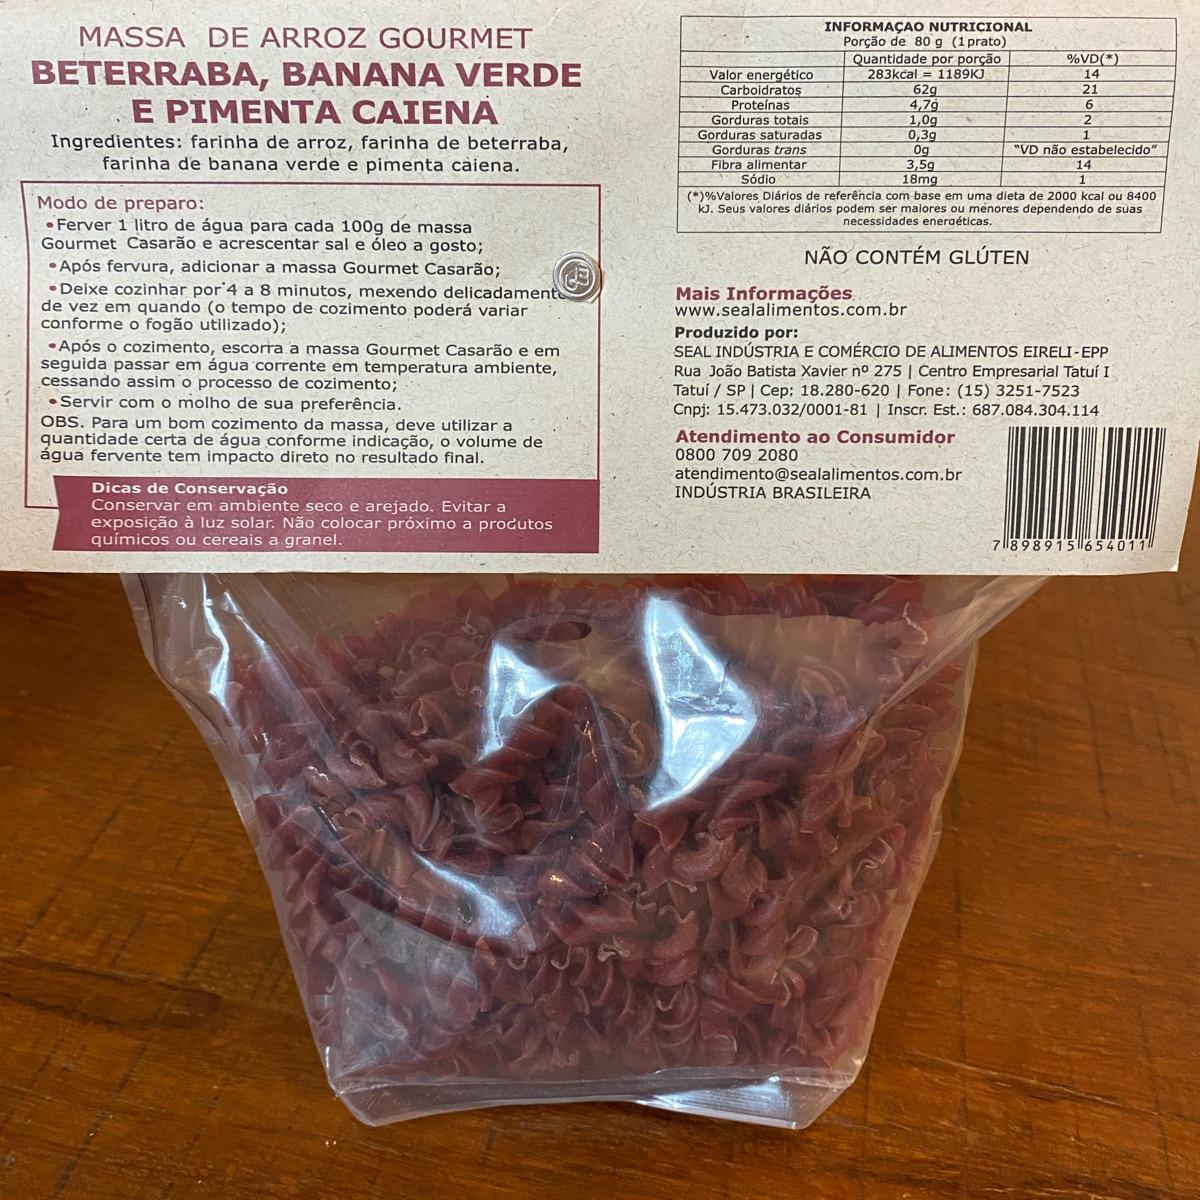 MASSA DE ARROZ GOURMET
BETERRABA, BANANA VERDE
E PIMENTA CAIENA
Ingredientes: farinha de arroz, farinha de beterraba,
farinha de banana verde e pimenta caiena.
Modo de preparo:
•Ferver 1 litro de água para cada 100g de massa
Gourmet Casarão e acrescentar sal e óleo a gosto;
•Após fervura, adicionar a massa Gourmet Casarão;
•Deixe cozinhar por 4 a 8 minutos, mexendo delicadamente
de vez em quando (o tempo de cozimento poderá variar
conforme o fogão utilizado);
•Após o cozimento, escorra a massa Gourmet Casarão e em
seguida passar em água corrente em temperatura ambiente,
cessando assim o processo de cozimento;
•Servir com o molho de sua preferência.
OBS. Para um bom cozimento da massa, deve utilizar a
quantidade certa de água conforme indicação, o volume de
água fervente tem impacto direto no resultado final.
Dicas de Conservação
Conservar em ambiente seco e arejado. Evitar a
exposição à luz solar. Não colocar próximo a produtos
químicos ou cereais a granel.
INFORMAÇAO NUTRICIONAL
Porção de 80 g (1 prato)
Quantidade por porção %VD(*)
Valor energético 283kcal = 1189KJ 14
Carboidratos 62g 21
Proteínas 4,7g 6
Gorduras totais 1,0g 2
Gorduras saturadas 0,3g 1
Gorduras trans 0g "VD não estabelecido"
Fibra alimentar 3,5g 14
Sódio 18mg 1
(*)%Valores Diários de referência com base em uma dieta de 2000 kcal ou 8400
kJ. Seus valores diários podem ser maiores ou menores dependendo de suas
necessidades energéticas.
NÃO CONTÉM GLÚTEN
Mais Informações
www.sealalimentos.com.br
Produzido por:
SEAL INDÚSTRIA E COMÉRCIO DE ALIMENTOS EIRELI-EPP
Rua João Batista Xavier nº 275 | Centro Empresarial Tatuí I
Tatuí / SP | Cep: 18.280-620 | Fone: (15) 3251-7523
Cnpj: 15.473.032/0001-81 | Inscr. Est.: 687.084.304.114
Atendimento ao Consumidor
0800 709 2080
atendimento@sealalimentos.com.br
INDÚSTRIA BRASILEIRA
7 898915 654011